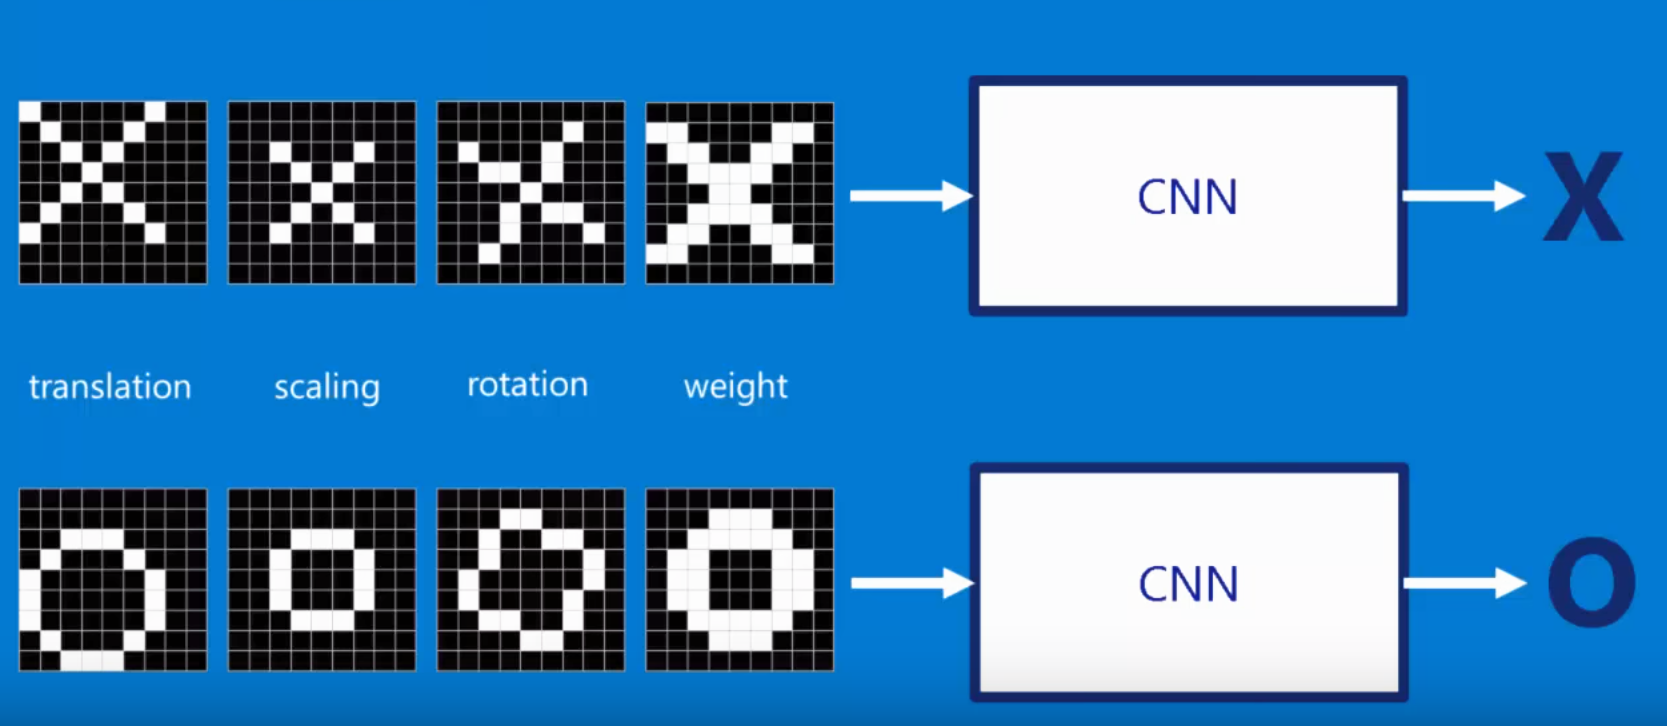 CNN
X
translation scaling rotation weight
CNN
O